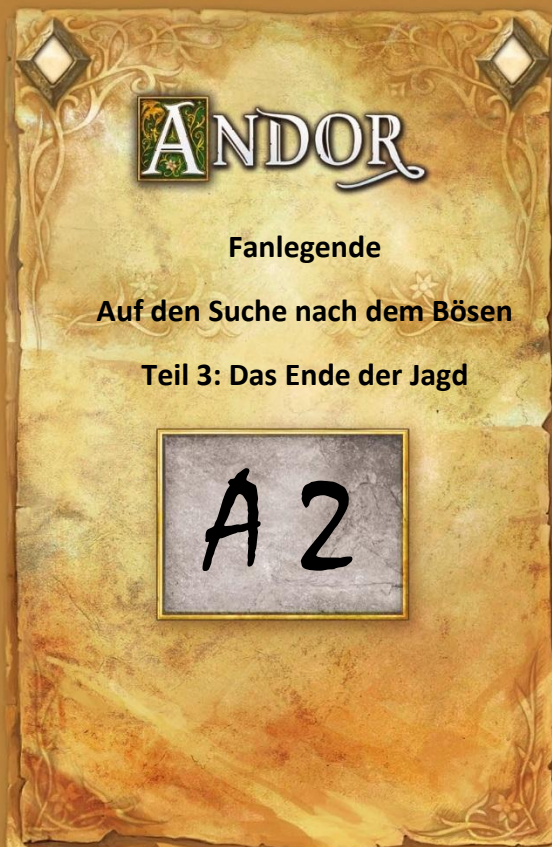 ANDOR
Fanlegende
Auf den Suche nach dem Bösen
Teil 3: Das Ende der Jagd
A 2